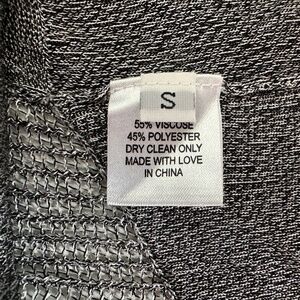 S
55% VISCOSE
45% POLYESTER
DRY CLEAN ONLY
MADE WITH LOVE
IN CHINA